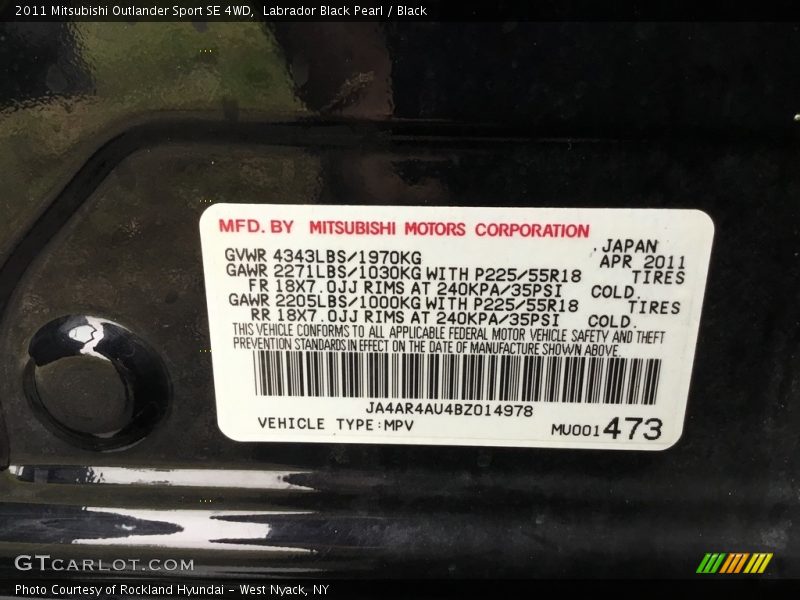 2011 Mitsubishi Outlander Sport SE 4WD,  Labrador Black Pearl / Black
MFD. BY  MITSUBISHI MOTORS CORPORATION
GVWR 4343LBS/1970KG  .JAPAN
APR 2011
GAWR 2271LBS/1030KG WITH P225/55R18  TIRES
FR 18X7.0JJ RIMS AT 240KPA/35PSI  COLD.
GAWR 2205LBS/1000KG WITH P225/55R18  TIRES
RR 18X7.0JJ RIMS AT 240KPA/35PSI  COLD.
THIS VEHICLE CONFORMS TO ALL APPLICABLE FEDERAL MOTOR VEHICLE SAFETY AND THEFT
PREVENTION STANDARDS IN EFFECT ON THE DATE OF MANUFACTURE SHOWN ABOVE.
JA4AR4AU4BZ014978
VEHICLE TYPE:MPV  MU001473
GTCARLOT.COM
Photo Courtesy of Rockland Hyundai - West Nyack, NY